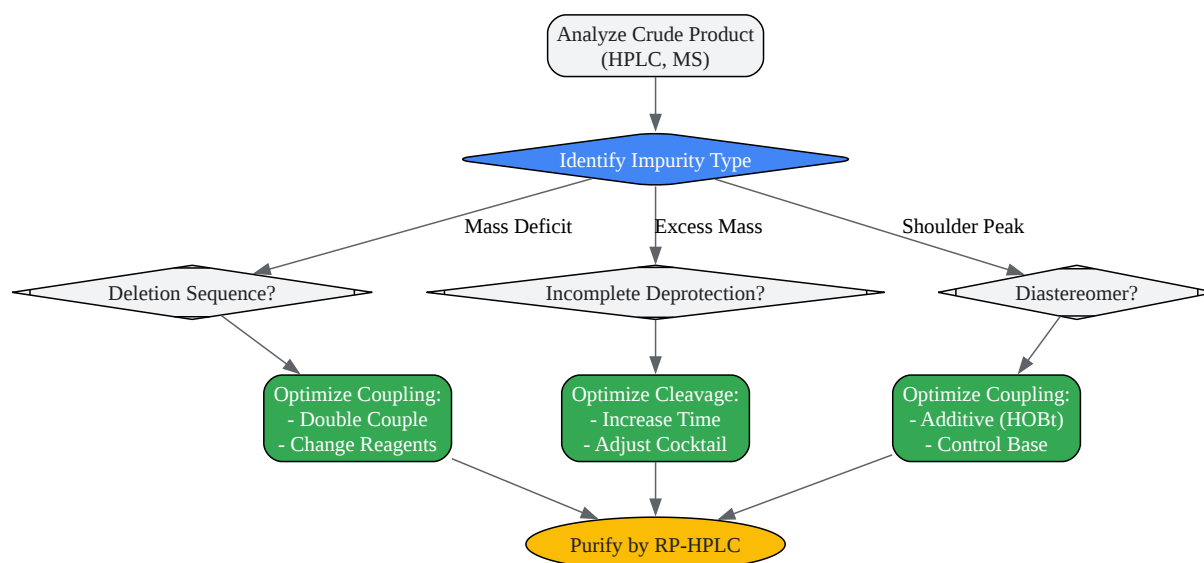 Analyze Crude Product
(HPLC, MS)
Identify Impurity Type
Mass Deficit
Excess Mass
Shoulder Peak
Deletion Sequence?
Incomplete Deprotection?
Diastereomer?
Optimize Coupling:
- Double Couple
- Change Reagents
Optimize Cleavage:
- Increase Time
- Adjust Cocktail
Optimize Coupling:
- Additive (HOBt)
- Control Base
Purify by RP-HPLC